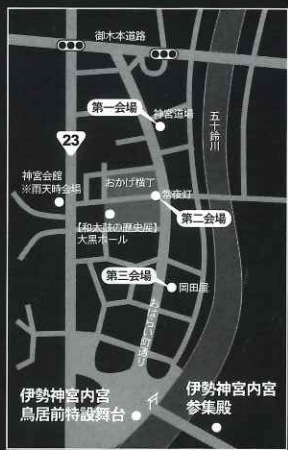 御木本道路
第一会場
神宮道場
五十鈴川
23
神宮会館
※雨天時会場
おかげ横丁
常夜灯
第二会場
【和太鼓の歴史展】
大黒ホール
第三会場
岡田屋
おはらい町通り
伊勢神宮内宮
鳥居前特設舞台
伊勢神宮内宮
参集殿